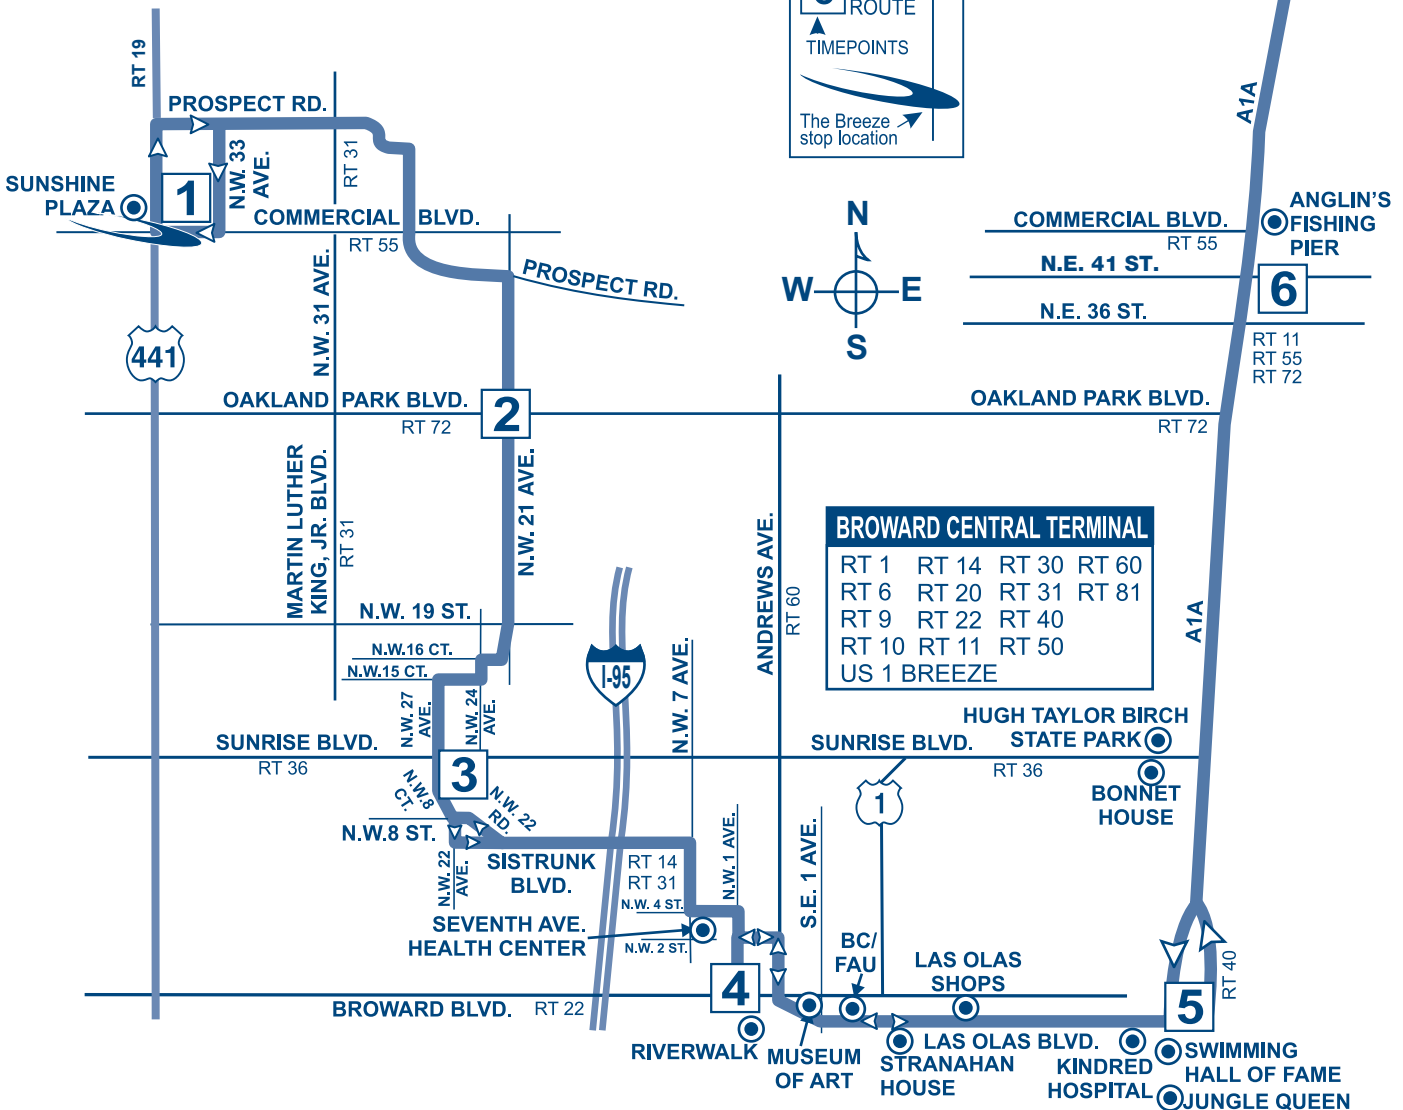 ROUTE
TIMEPOINTS
The Breeze
stop location
RT 19
PROSPECT RD.
N.W. 33
AVE.
RT 31
SUNSHINE
PLAZA
1
COMMERCIAL BLVD.
RT 55
N.W. 31 AVE.
PROSPECT RD.
441
N
W
E
S
A1A
ANGLIN'S
FISHING
PIER
COMMERCIAL BLVD.
RT 55
N.E. 41 ST.
6
N.E. 36 ST.
RT 11
RT 55
RT 72
OAKLAND PARK BLVD.
RT 72
2
OAKLAND PARK BLVD.
RT 72
MARTIN LUTHER
KING, JR. BLVD.
RT 31
N.W. 21 AVE.
ANDREWS AVE.
RT 60
BROWARD CENTRAL TERMINAL
RT 1 RT 14 RT 30 RT 60
RT 6 RT 20 RT 31 RT 81
RT 9 RT 22 RT 40
RT 10 RT 11 RT 50
US 1 BREEZE
A1A
N.W. 19 ST.
N.W.16 CT.
N.W.15 CT.
I-95
N.W. 27
AVE.
N.W. 24
AVE.
N.W. 7 AVE.
SUNRISE BLVD.
RT 36
3
SUNRISE BLVD.
RT 36
HUGH TAYLOR BIRCH
STATE PARK
BONNET
HOUSE
1
N.W.8
CT.
N.W. 22
RD.
N.W.8 ST.
N.W. 22
AVE.
SISTRUNK
BLVD.
RT 14
RT 31
N.W. 1 AVE.
S.E. 1 AVE.
N.W. 4 ST.
SEVENTH AVE.
HEALTH CENTER
N.W. 2 ST.
BC/
FAU
LAS OLAS
SHOPS
RT 40
4
5
BROWARD BLVD.
RT 22
RIVERWALK
MUSEUM
OF ART
LAS OLAS BLVD.
STRANAHAN
HOUSE
KINDRED
HOSPITAL
SWIMMING
HALL OF FAME
JUNGLE QUEEN